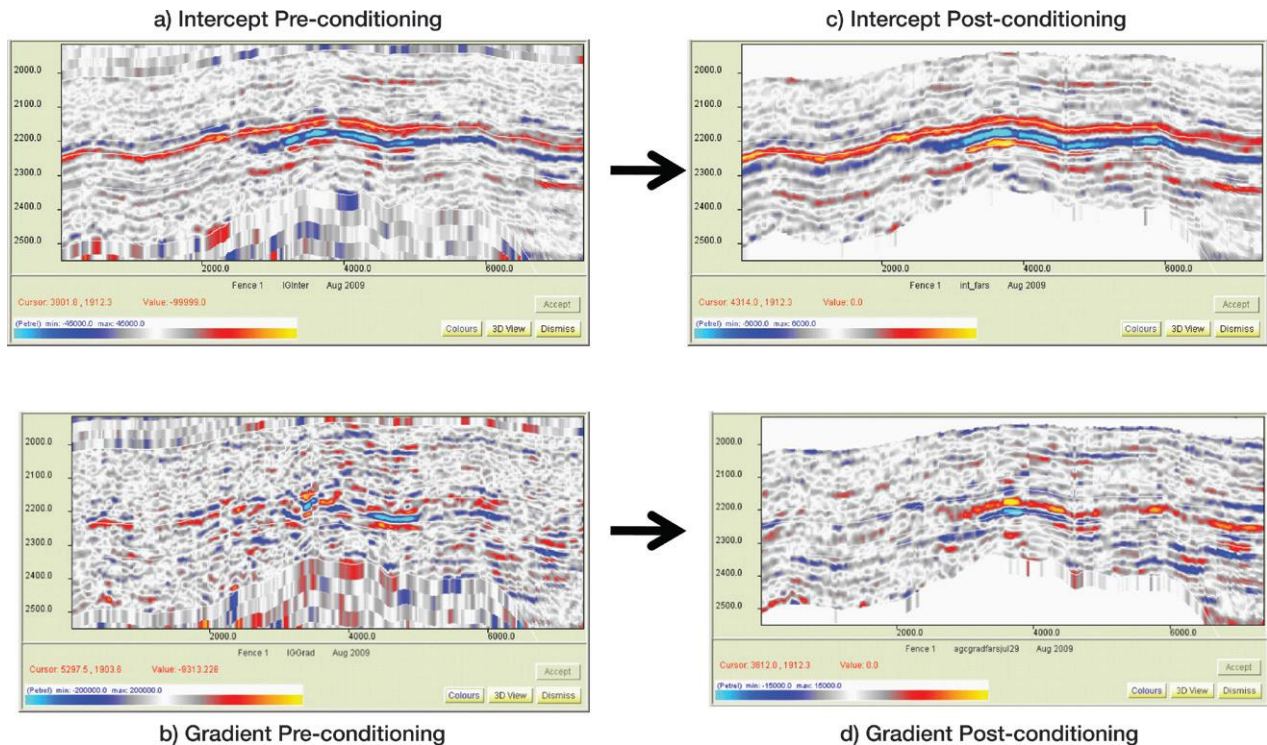 a) Intercept Pre-conditioning
2000.0
2100.0
2200.0
2300.0
2400.0
2500.0
2000.0 4000.0 6000.0
Fence 1 IGInter Aug 2009
Cursor: 3801.8 , 1912.3 Value: -99999.0 Accept
(Petrel) min: -45000.0 max: 45000.0
Colours 3D View Dismiss
c) Intercept Post-conditioning
2000.0
2100.0
2200.0
2300.0
2400.0
2500.0
2000.0 4000.0 6000.0
Fence 1 int_fars Aug 2009
Cursor: 4314.0 , 1912.3 Value: 0.0 Accept
(Petrel) min: -6000.0 max: 6000.0
Colours 3D View Dismiss
2000.0
2100.0
2200.0
2300.0
2400.0
2500.0
2000.0 4000.0 6000.0
Fence 1 IGGrad Aug 2009
Cursor: 5297.5 , 1903.6 Value: -9313.226 Accept
(Petrel) min: -200000.0 max: 200000.0
Colours 3D View Dismiss
b) Gradient Pre-conditioning
2000.0
2100.0
2200.0
2300.0
2400.0
2500.0
2000.0 4000.0 6000.0
Fence 1 agcgradfarsjul29 Aug 2009
Cursor: 3812.0 , 1912.3 Value: 0.0 Accept
(Petrel) min: -15000.0 max: 15000.0
Colours 3D View Dismiss
d) Gradient Post-conditioning